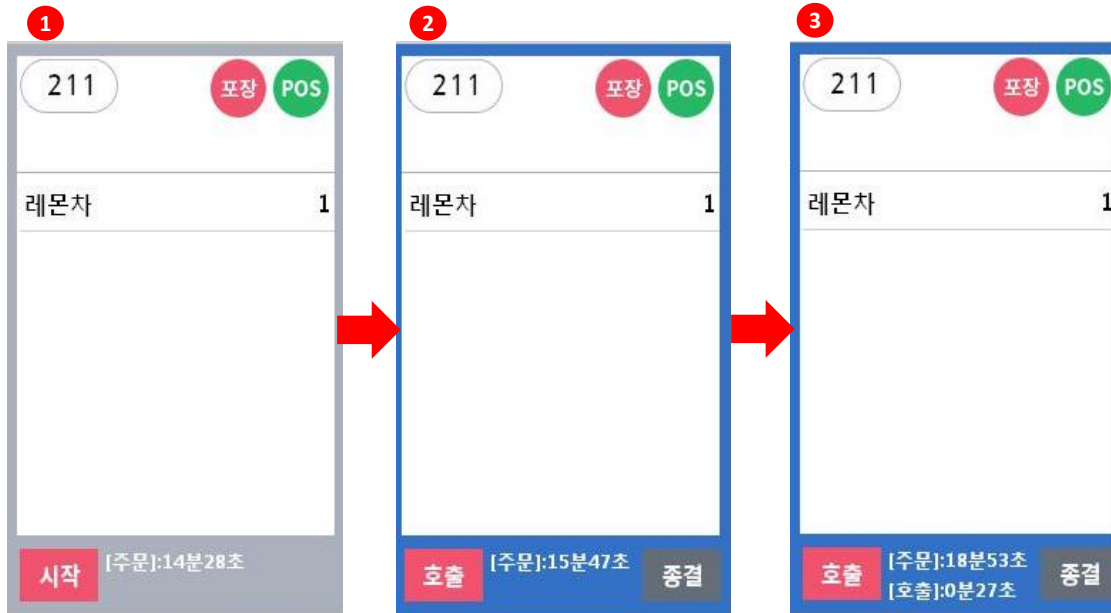 1
211 포장 POS
레몬차 1
시작 [주문]:14분28초
2
211 포장 POS
레몬차 1
호출 [주문]:15분47초 종결
3
211 포장 POS
레몬차 1
호출 [주문]:18분53초 종결
[호출]:0분27초